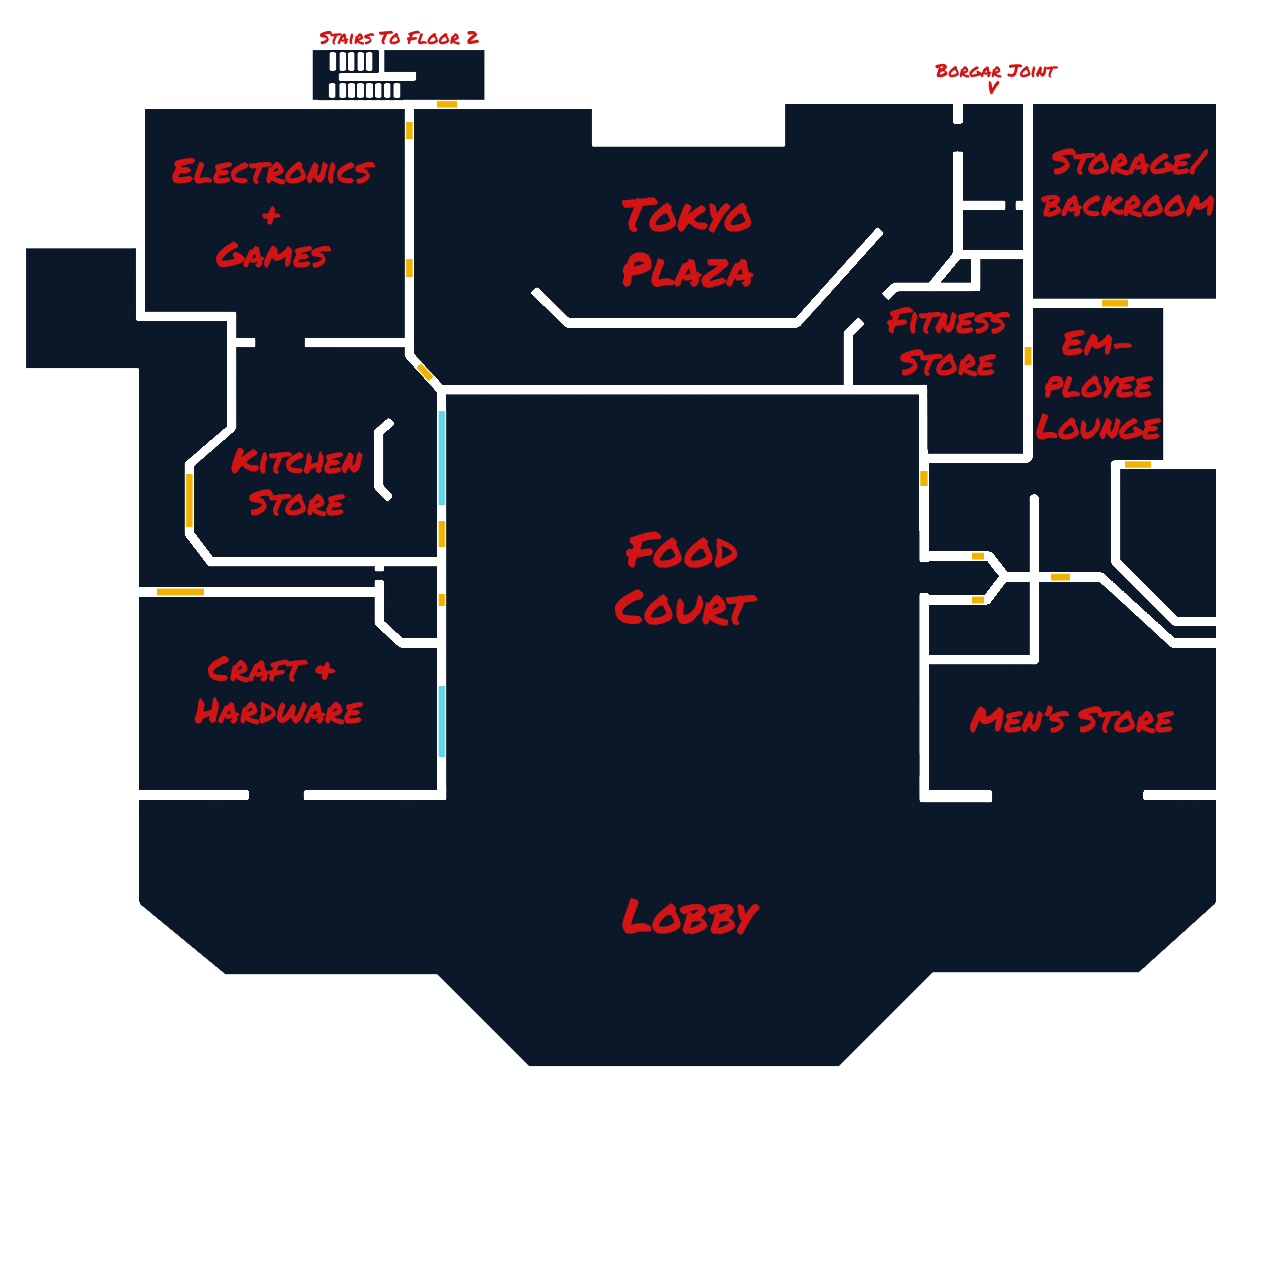 Stairs To Floor 2
Borgar Joint
V
Electronics
+
Games
Tokyo
Plaza
Storage/
backroom
Fitness
Store
Em-
ployee
Lounge
Kitchen
Store
Food
Court
Craft &
Hardware
Men's Store
Lobby